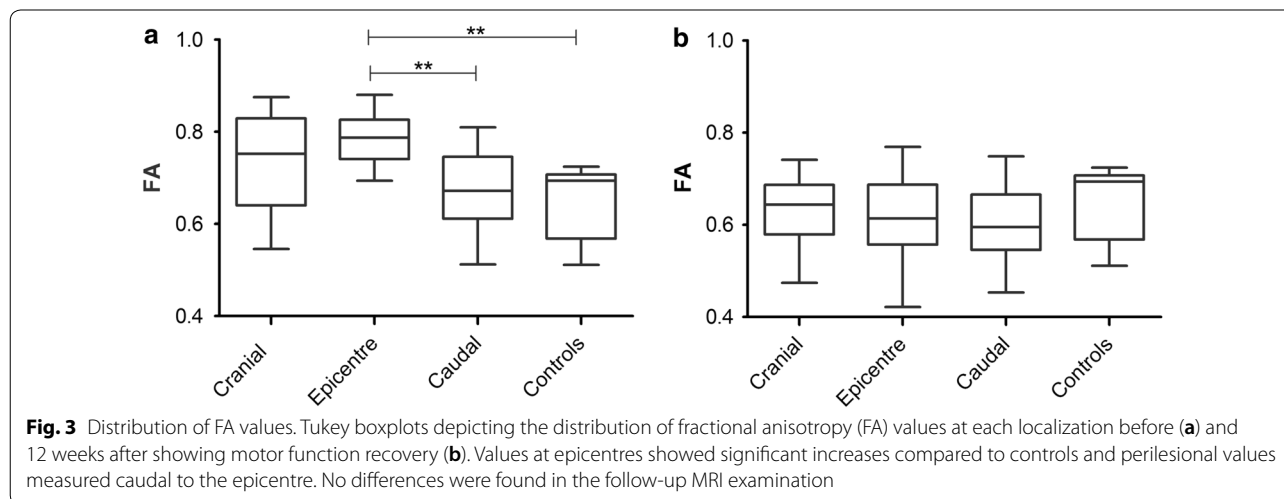 a
b
**
**
1.0
0.8
0.6
0.4
FA
Cranial
Epicentre
Caudal
Controls
1.0
0.8
0.6
0.4
FA
Cranial
Epicentre
Caudal
Controls
Fig. 3 Distribution of FA values. Tukey boxplots depicting the distribution of fractional anisotropy (FA) values at each localization before (a) and
12 weeks after showing motor function recovery (b). Values at epicentres showed significant increases compared to controls and perilesional values
measured caudal to the epicentre. No differences were found in the follow-up MRI examination